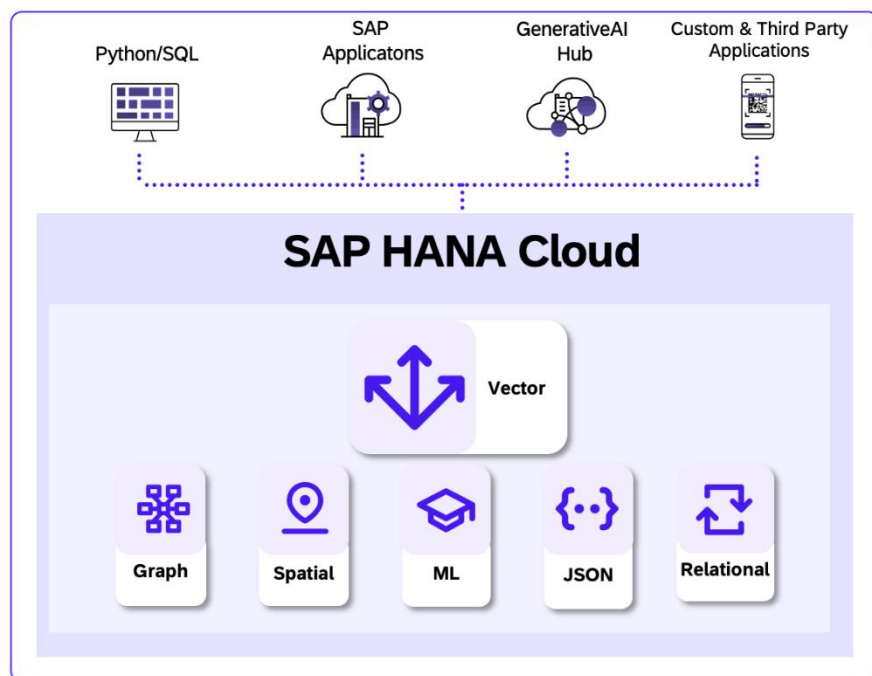 Python/SQL
SAP
Applicatons
GenerativeAI
Hub
Custom & Third Party
Applications
SAP HANA Cloud
Vector
Graph
Spatial
ML
JSON
Relational